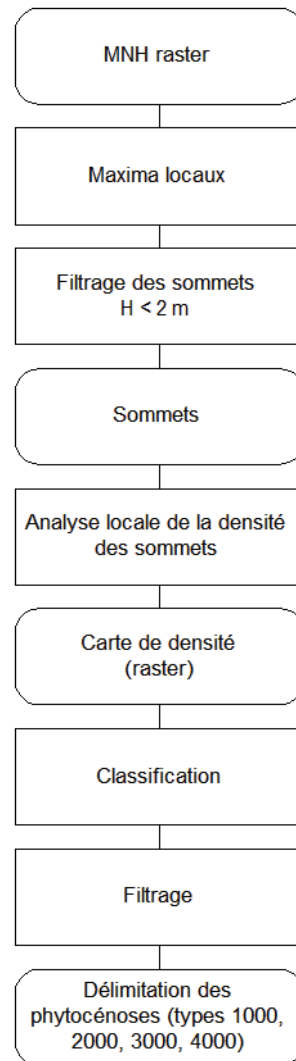 MNH raster
Maxima locaux
Filtrage des sommets
H < 2 m
Sommets
Analyse locale de la densité
des sommets
Carte de densité
(raster)
Classification
Filtrage
Délimitation des
phytocénoses (types 1000,
2000, 3000, 4000)